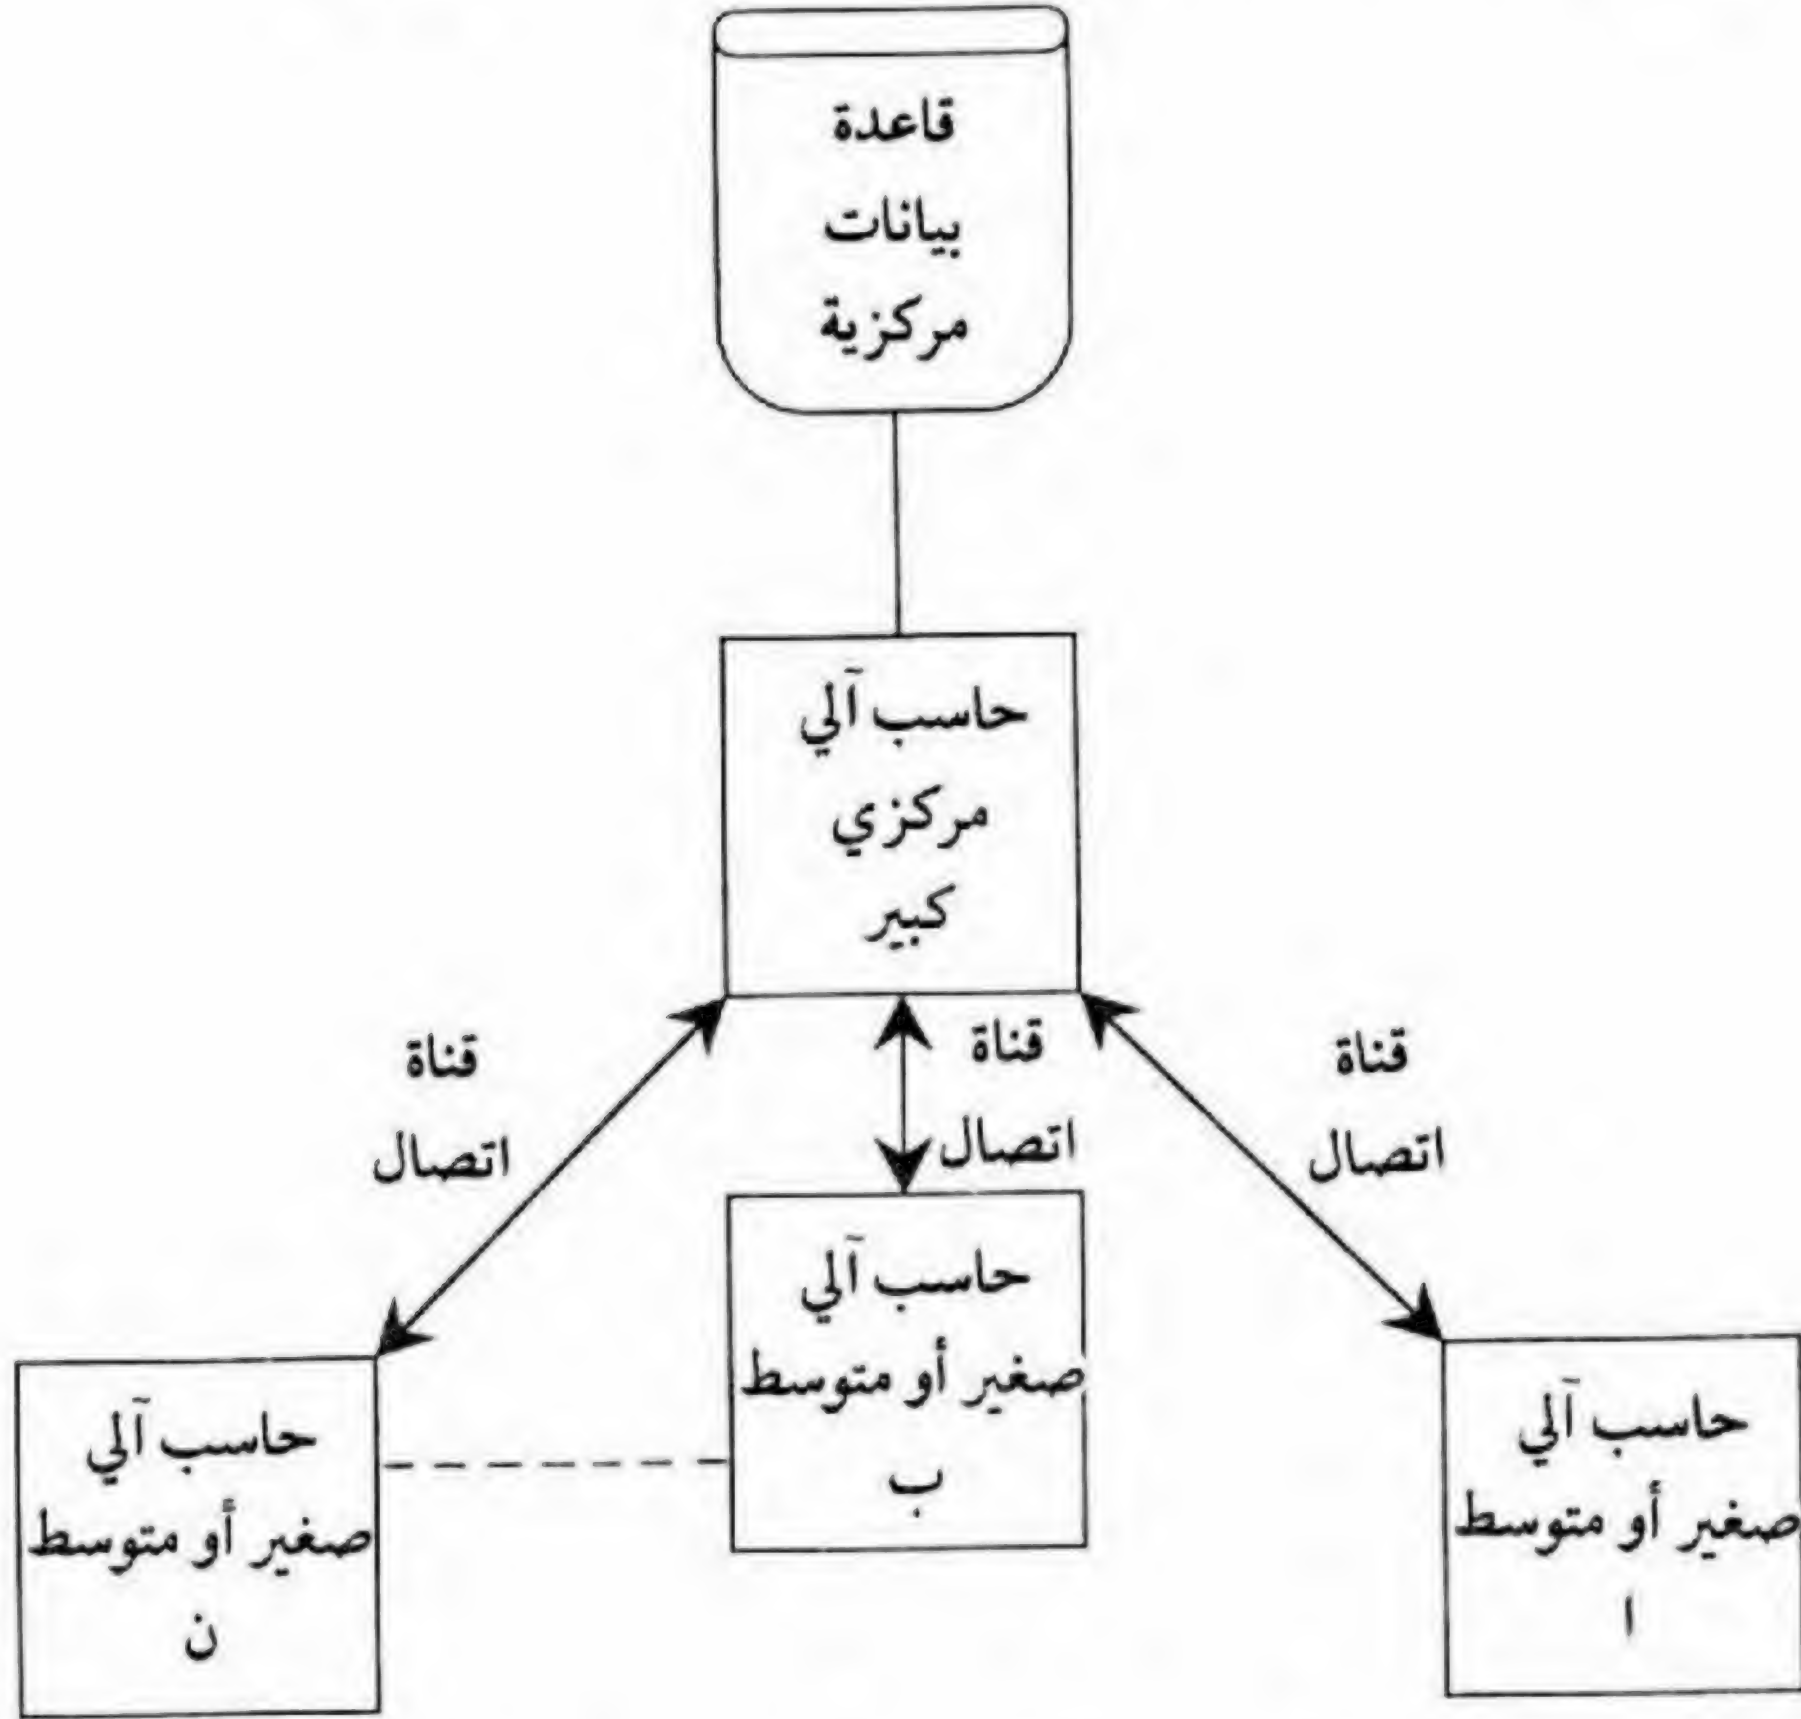 قاعدة
بيانات
مركزية
حاسب آلي
مركزي
كبير
قناة
اتصال
قناة
اتصال
قناة
اتصال
حاسب آلي
صغير أو متوسط
ا
حاسب آلي
صغير أو متوسط
ب
حاسب آلي
صغير أو متوسط
ن